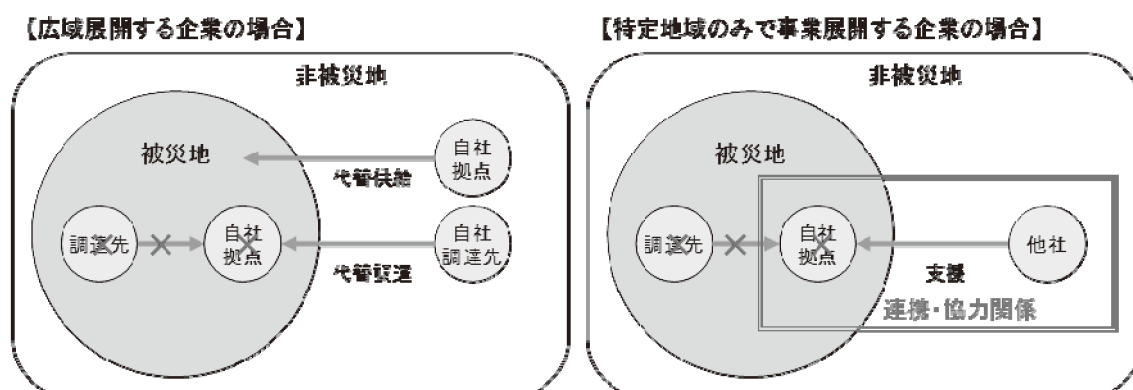 【広域展開する企業の場合】
非被災地
被災地
自社
拠点
代替供給
調達先
自社
拠点
自社
調達先
代替調達
【特定地域のみで事業展開する企業の場合】
非被災地
被災地
調達先
自社
拠点
他社
支援
連携・協力関係